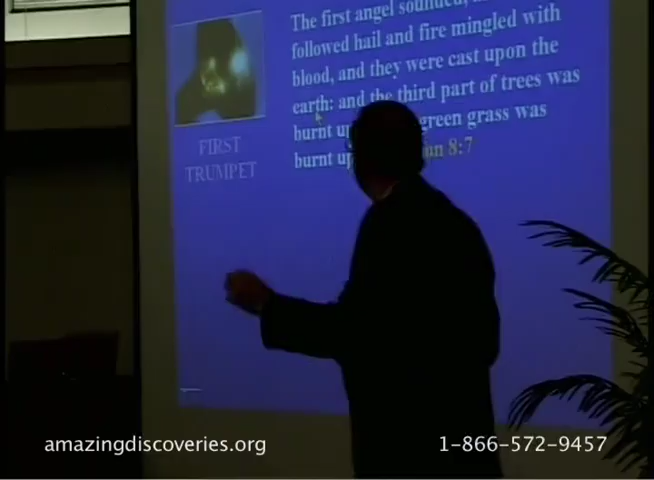 The first angel sounded,
followed hail and fire mingled with
blood, and they were cast upon the
earth: and the third part of trees was
burnt up green grass was
burnt up 8:7
FIRST
TRUMPET
amazingdiscoveries.org
1-866-572-9457